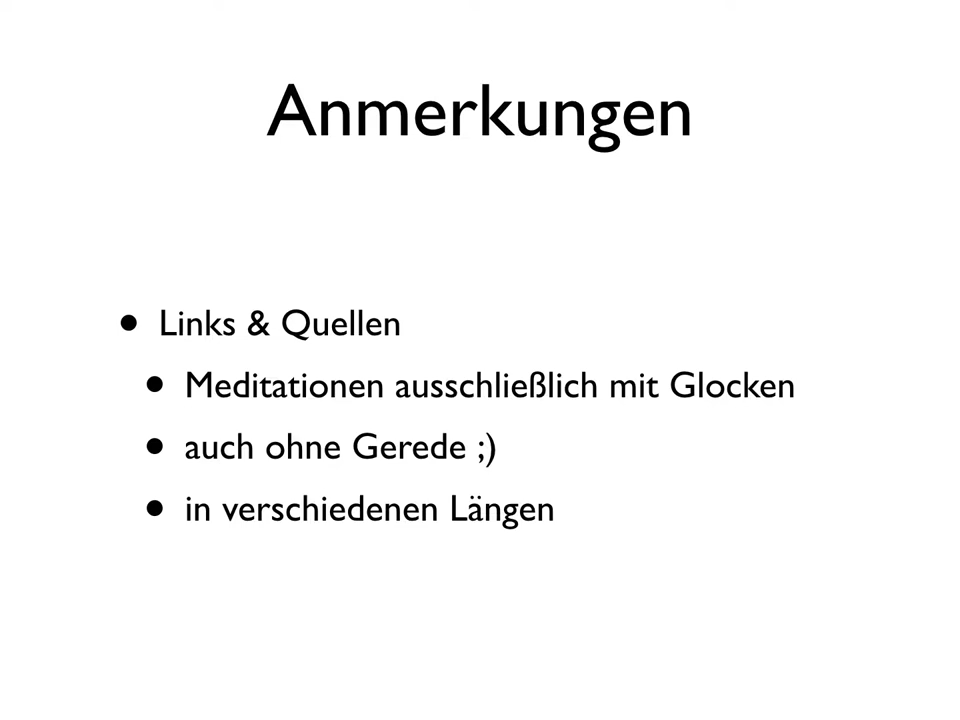 Anmerkungen
• Links & Quellen
• Meditationen ausschließlich mit Glocken
• auch ohne Gerede ;)
• in verschiedenen Längen